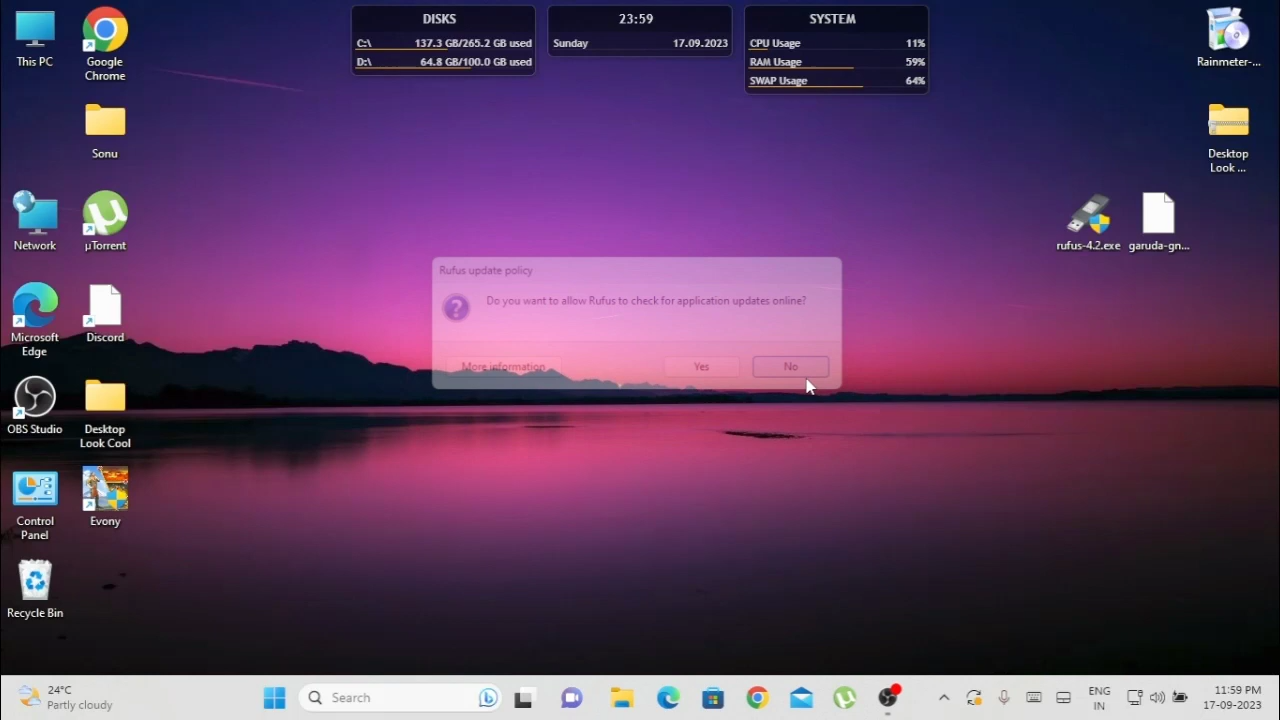 This PC
Google
Chrome
Sonu
Network
µTorrent
Microsoft
Edge
Discord
OBS Studio
Desktop
Look Cool
Control
Panel
Evony
Recycle Bin
DISKS
C:\ 137.3 GB/265.2 GB used
D:\ 64.8 GB/100.0 GB used
23:59
Sunday 17.09.2023
SYSTEM
CPU Usage 11%
RAM Usage 59%
SWAP Usage 64%
Rainmeter-...
Desktop
Look ...
rufus-4.2.exe
garuda-gn...
Rufus update policy
Do you want to allow Rufus to check for application updates online?
More information
Yes
No
24°C
Partly cloudy
Search
ENG
IN
11:59 PM
17-09-2023